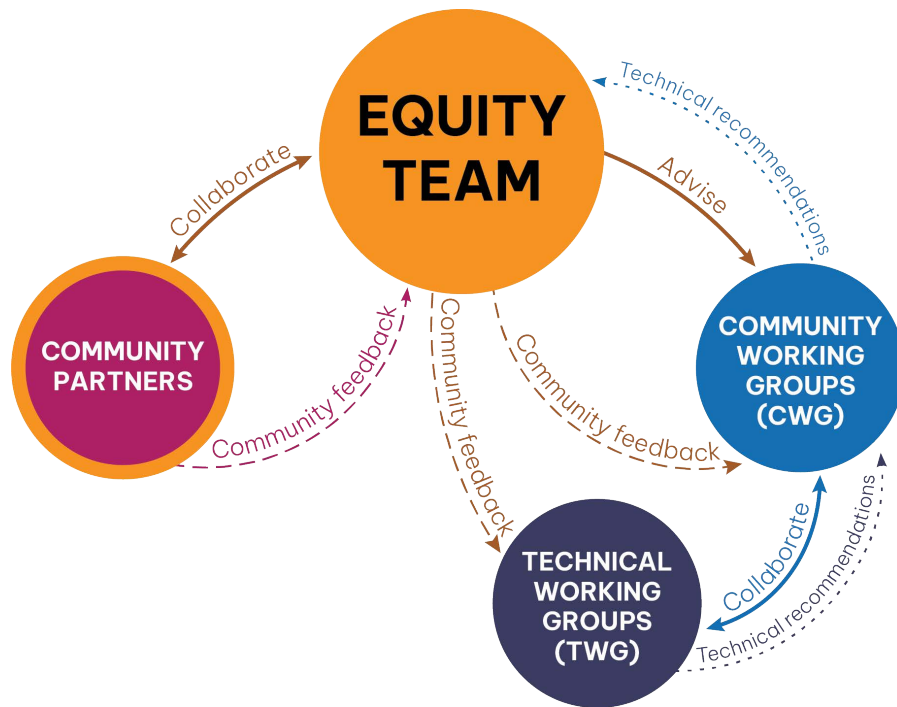 EQUITY
TEAM
Technical recommendations
Collaborate
Advise
COMMUNITY
PARTNERS
Community feedback
Community feedback
Community feedback
COMMUNITY
WORKING
GROUPS
(CWG)
TECHNICAL
WORKING
GROUPS
(TWG)
Collaborate
Technical recommendations